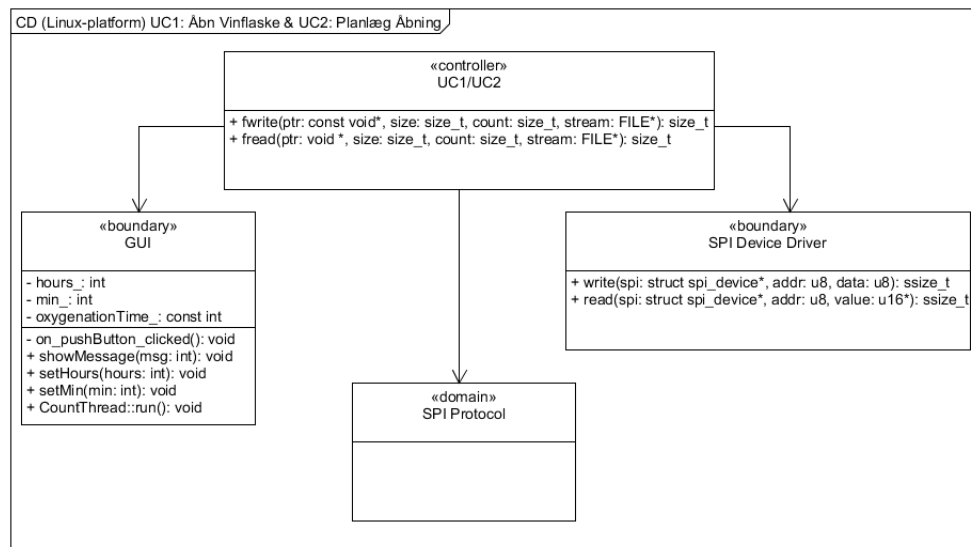 CD (Linux-platform) UC1: Åbn Vinflaske & UC2: Planlæg Åbning
«controller»
UC1/UC2
+ fwrite(ptr: const void*, size: size_t, count: size_t, stream: FILE*): size_t
+ fread(ptr: void *, size: size_t, count: size_t, stream: FILE*): size_t
«boundary»
GUI
- hours_: int
- min_: int
- oxygenationTime_: const int
- on_pushButton_clicked(): void
+ showMessage(msg: int): void
+ setHours(hours: int): void
+ setMin(min: int): void
+ CountThread::run(): void
«boundary»
SPI Device Driver
+ write(spi: struct spi_device*, addr: u8, data: u8): ssize_t
+ read(spi: struct spi_device*, addr: u8, value: u16*): ssize_t
«domain»
SPI Protocol